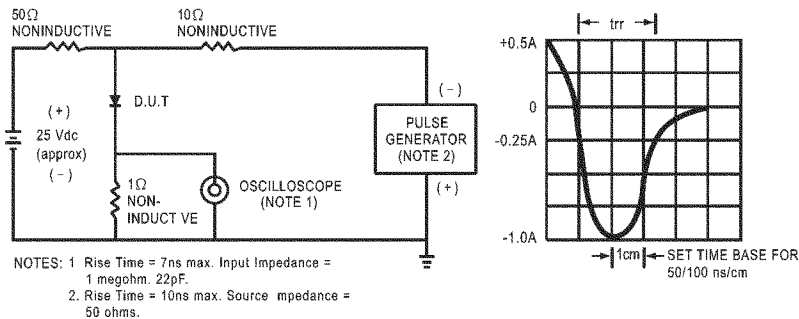 50Ω
NONINDUCTIVE
10Ω
NONINDUCTIVE
(+)
25 Vdc
(approx)
(−)
D.U.T
1Ω
NON-
INDUCT VE
OSCILLOSCOPE
(NOTE 1)
(−)
PULSE
GENERATOR
(NOTE 2)
(+)
trr
+0.5A
0
-0.25A
-1.0A
1cm
SET TIME BASE FOR
50/100 ns/cm
NOTES: 1 Rise Time = 7ns max. Input Impedance =
1 megohm. 22pF.
2. Rise Time = 10ns max. Source mpedance =
50 ohms.